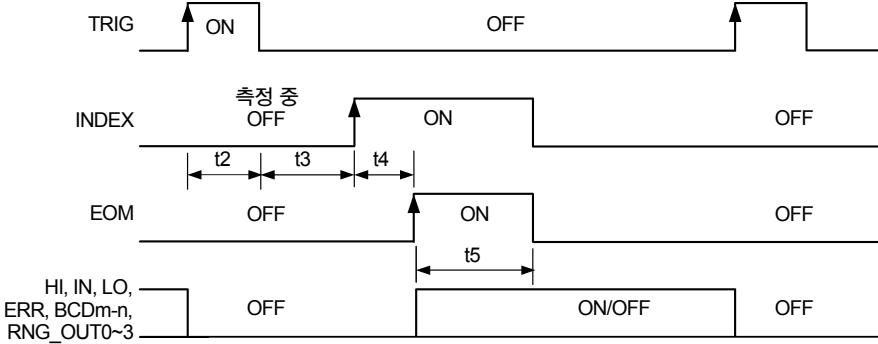 TRIG ON OFF
측정 중
INDEX OFF ON OFF
t2 t3 t4
EOM OFF ON OFF
t5
HI, IN, LO,
ERR, BCDm-n, OFF ON/OFF OFF
RNG_OUT0~3